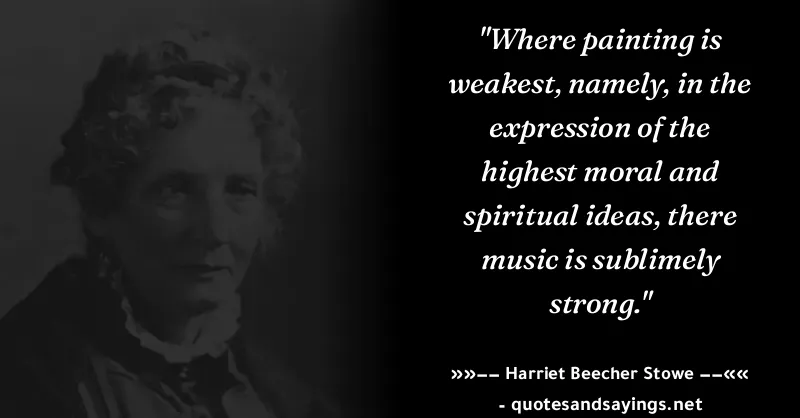 "Where painting is
weakest, namely, in the
expression of the
highest moral and
spiritual ideas, there
music is sublimely
strong."
»»−− Harriet Beecher Stowe −−««
- quotesandsayings.net